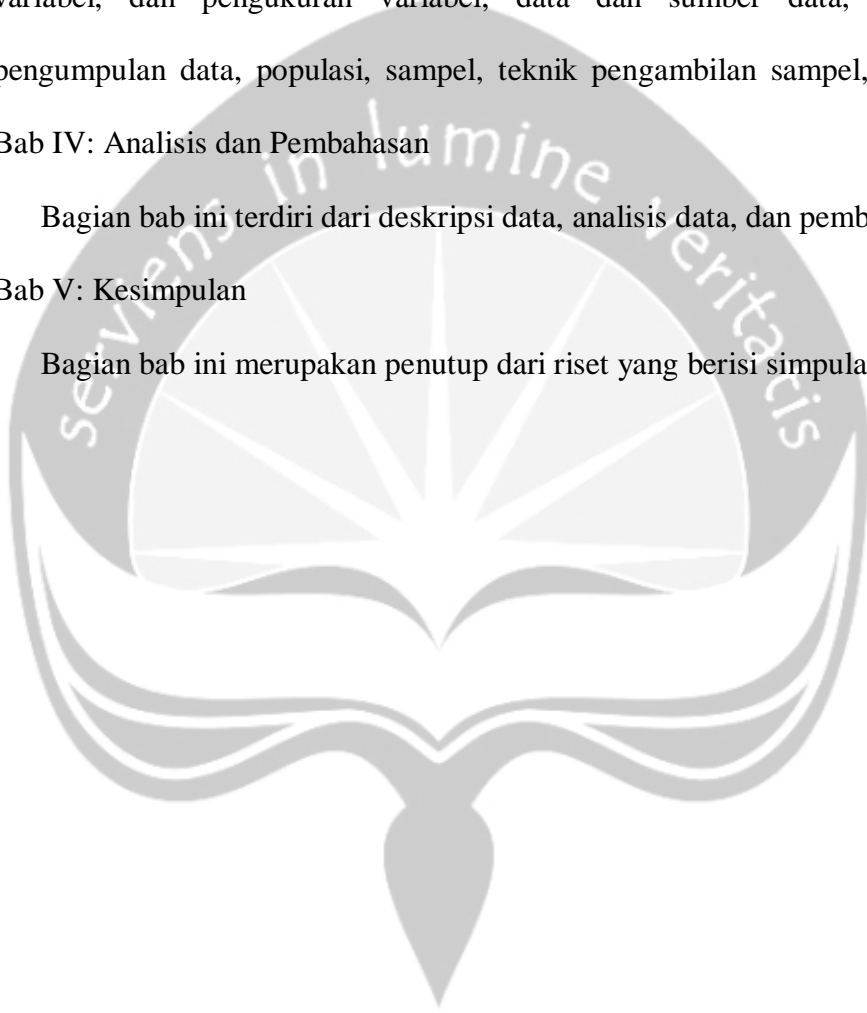 variabel, dan pengukuran variabel, data dan sumber data,
pengumpulan data, populasi, sampel, teknik pengambilan sampel,
Bab IV: Analisis dan Pembahasan
Bagian bab ini terdiri dari deskripsi data, analisis data, dan pemb
Bab V: Kesimpulan
Bagian bab ini merupakan penutup dari riset yang berisi simpula
serviens in lumine veritatis